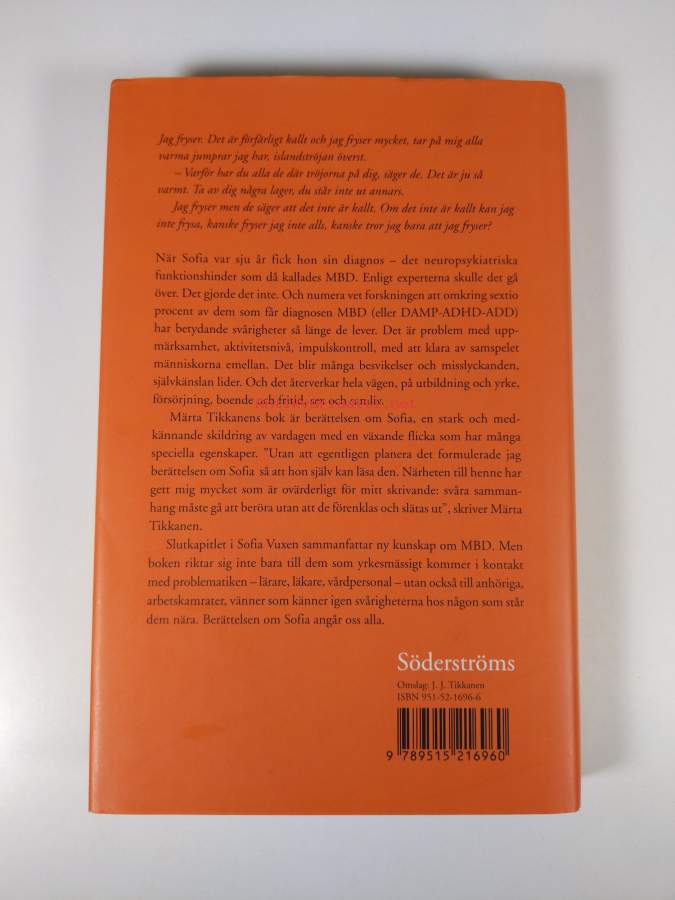 Jag fryser. Det är förfärligt kallt och jag fryser mycket, tar på mig alla
varma jumprar jag har, islandströjan överst.
– Varför har du alla de där tröjorna på dig, säger de. Det är ju så
varmt. Ta av dig några lager, du står inte ut annars.
Jag fryser men de säger att det inte är kallt. Om det inte är kallt kan jag
inte frysa, kanske fryser jag inte alls, kanske tror jag bara att jag fryser?
När Sofia var sju år fick hon sin diagnos – det neuropsykiatriska
funktionshinder som då kallades MBD. Enligt experterna skulle det gå
över. Det gjorde det inte. Och numera vet forskningen att omkring sextio
procent av dem som får diagnosen MBD (eller DAMP-ADHD-ADD)
har betydande svårigheter så länge de lever. Det är problem med upp-
märksamhet, aktivitetsnivå, impulskontroll, med att klara av samspelet
människorna emellan. Det blir många besvikelser och misslyckanden,
självkänslan lider. Och det återverkar hela vägen, på utbildning och yrke,
försörjning, boende och fritid, sex och samliv.
Märta Tikkanens bok är berättelsen om Sofia, en stark och med-
kännande skildring av vardagen med en växande flicka som har många
speciella egenskaper. ”Utan att egentligen planera det formulerade jag
berättelsen om Sofia så att hon själv kan läsa den. Närheten till henne har
gett mig mycket som är ovärderligt för mitt skrivande: svåra samman-
hang måste gå att beröra utan att de förenklas och slätas ut”, skriver Märta
Tikkanen.
Slutkapitlet i Sofia Vuxen sammanfattar ny kunskap om MBD. Men
boken riktar sig inte bara till dem som yrkesmässigt kommer i kontakt
med problematiken – lärare, läkare, vårdpersonal – utan också till anhöriga,
arbetskamrater, vänner som känner igen svårigheterna hos någon som står
dem nära. Berättelsen om Sofia angår oss alla.
Söderströms
Omslag: J. J. Tikkanen
ISBN 951-52-1696-6
9 789515 216960